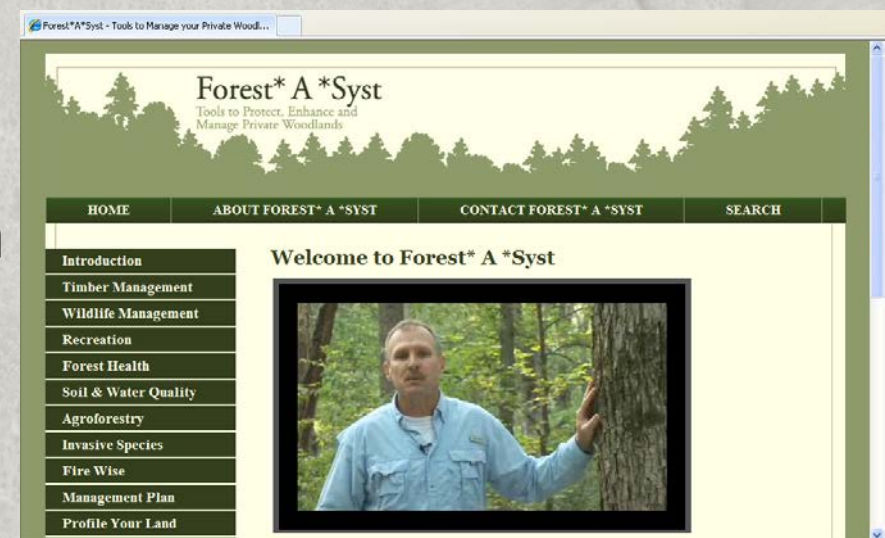 Forest*A*Syst - Tools to Manage your Private Woodl...
Forest* A *Syst
Tools to Protect, Enhance and
Manage Private Woodlands
HOME ABOUT FOREST* A *SYST CONTACT FOREST* A *SYST SEARCH
Introduction
Timber Management
Wildlife Management
Recreation
Forest Health
Soil & Water Quality
Agroforestry
Invasive Species
Fire Wise
Management Plan
Profile Your Land
Welcome to Forest* A *Syst